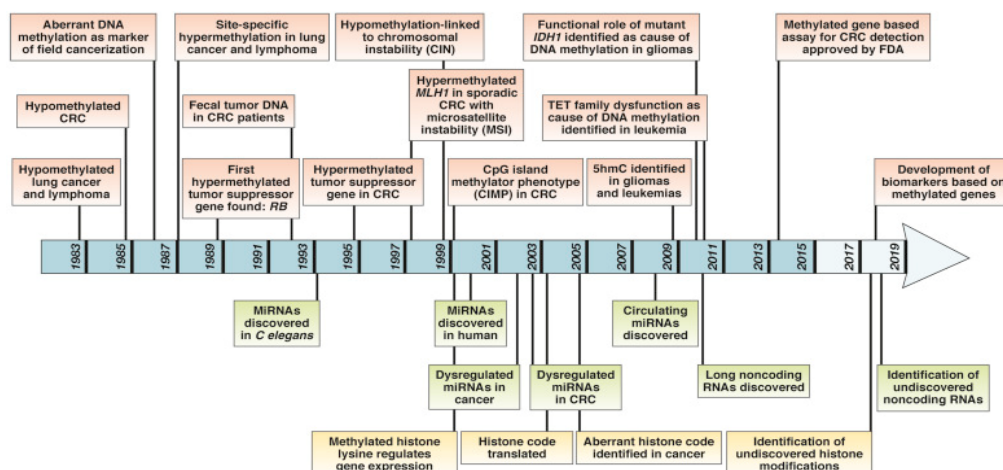 Aberrant DNA
methylation as marker
of field cancerization
Site-specific
hypermethylation in lung
cancer and lymphoma
Hypomethylation-linked
to chromosomal
instability (CIN)
Functional role of mutant
IDH1 identified as cause of
DNA methylation in gliomas
Methylated gene based
assay for CRC detection
approved by FDA
Hypomethylated
CRC
Fecal tumor DNA
in CRC patients
Hypermethylated
MLH1 in sporadic
CRC with
microsatellite
instability (MSI)
TET family dysfunction as
cause of DNA methylation
identified in leukemia
Hypomethylated
lung cancer
and lymphoma
First
hypermethylated
tumor suppressor
gene found: RB
Hypermethylated
tumor suppressor
gene in CRC
CpG island
methylator phenotype
(CIMP) in CRC
5hmC identified
in gliomas
and leukemias
Development of
biomarkers based on
methylated genes
1983
1985
1987
1989
1991
1993
1995
1997
1999
2001
2003
2005
2007
2009
2011
2013
2015
2017
2019
MiRNAs
discovered
in C elegans
MiRNAs
discovered
in human
Circulating
miRNAs
discovered
Dysregulated
miRNAs in
cancer
Dysregulated
miRNAs
in CRC
Long noncoding
RNAs discovered
Identification of
undiscovered
noncoding RNAs
Methylated histone
lysine regulates
gene expression
Histone code
translated
Aberrant histone code
identified in cancer
Identification of
undiscovered histone
modifications